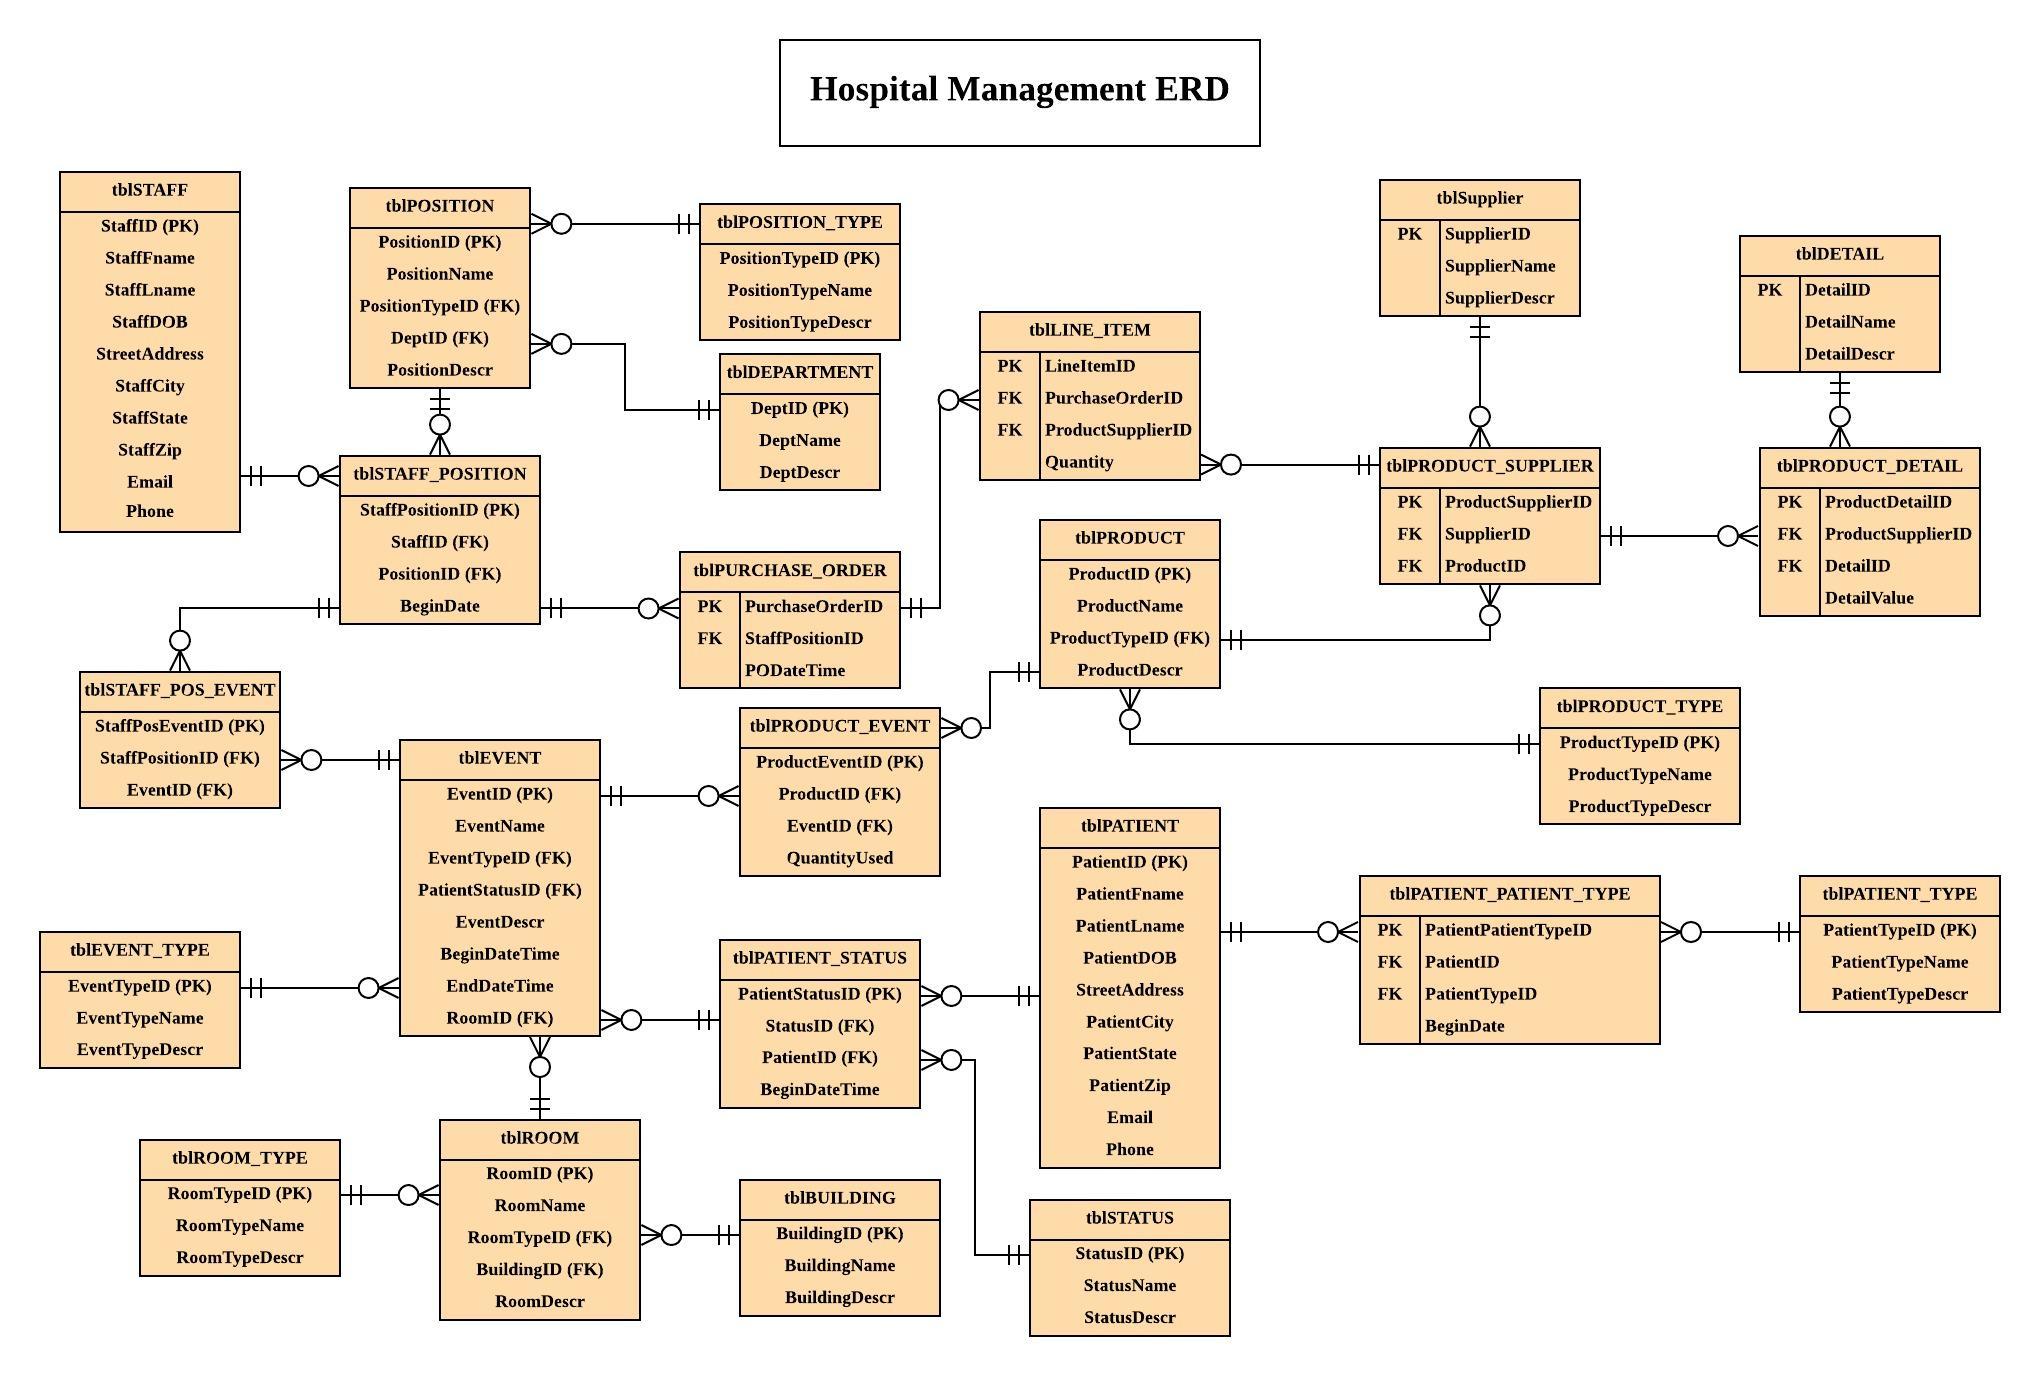 Hospital Management ERD
tblSTAFF
StaffID (PK)
StaffFname
StaffLname
StaffDOB
StreetAddress
StaffCity
StaffState
StaffZip
Email
Phone
tblPOSITION
PositionID (PK)
PositionName
PositionTypeID (FK)
DeptID (FK)
PositionDescr
tblPOSITION_TYPE
PositionTypeID (PK)
PositionTypeName
PositionTypeDescr
tblDEPARTMENT
DeptID (PK)
DeptName
DeptDescr
tblSTAFF_POSITION
StaffPositionID (PK)
StaffID (FK)
PositionID (FK)
BeginDate
tblLINE_ITEM
PK LineItemID
FK PurchaseOrderID
FK ProductSupplierID
Quantity
tblSupplier
PK SupplierID
SupplierName
SupplierDescr
tblDETAIL
PK DetailID
DetailName
DetailDescr
tblPRODUCT_SUPPLIER
PK ProductSupplierID
FK SupplierID
FK ProductID
tblPRODUCT_DETAIL
PK ProductDetailID
FK ProductSupplierID
FK DetailID
DetailValue
tblPURCHASE_ORDER
PK PurchaseOrderID
FK StaffPositionID
PODateTime
tblPRODUCT
ProductID (PK)
ProductName
ProductTypeID (FK)
ProductDescr
tblSTAFF_POS_EVENT
StaffPosEventID (PK)
StaffPositionID (FK)
EventID (FK)
tblEVENT
EventID (PK)
EventName
EventTypeID (FK)
PatientStatusID (FK)
EventDescr
BeginDateTime
EndDateTime
RoomID (FK)
tblPRODUCT_EVENT
ProductEventID (PK)
ProductID (FK)
EventID (FK)
QuantityUsed
tblPRODUCT_TYPE
ProductTypeID (PK)
ProductTypeName
ProductTypeDescr
tblPATIENT
PatientID (PK)
PatientFname
PatientLname
PatientDOB
StreetAddress
PatientCity
PatientState
PatientZip
Email
Phone
tblPATIENT_PATIENT_TYPE
PK PatientPatientTypeID
FK PatientID
FK PatientTypeID
BeginDate
tblPATIENT_TYPE
PatientTypeID (PK)
PatientTypeName
PatientTypeDescr
tblEVENT_TYPE
EventTypeID (PK)
EventTypeName
EventTypeDescr
tblPATIENT_STATUS
PatientStatusID (PK)
StatusID (FK)
PatientID (FK)
BeginDateTime
tblROOM_TYPE
RoomTypeID (PK)
RoomTypeName
RoomTypeDescr
tblROOM
RoomID (PK)
RoomName
RoomTypeID (FK)
BuildingID (FK)
RoomDescr
tblBUILDING
BuildingID (PK)
BuildingName
BuildingDescr
tblSTATUS
StatusID (PK)
StatusName
StatusDescr